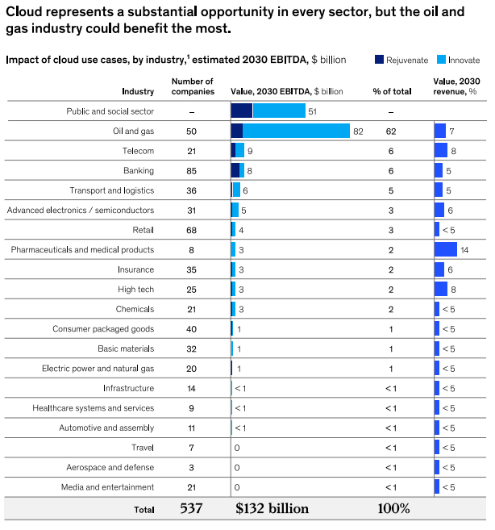 Cloud represents a substantial opportunity in every sector, but the oil and
gas industry could benefit the most.
Impact of cloud use cases, by industry,¹ estimated 2030 EBITDA, $ billion
Rejuvenate Innovate
Industry Number of companies Value, 2030 EBITDA, $ billion % of total Value, 2030 revenue, %
Public and social sector – 51 –
Oil and gas 50 82 62 7
Telecom 21 9 6 8
Banking 85 8 6 5
Transport and logistics 36 6 5 5
Advanced electronics / semiconductors 31 5 3 6
Retail 68 4 3 <5
Pharmaceuticals and medical products 8 3 2 14
Insurance 35 3 2 6
High tech 25 3 2 8
Chemicals 21 3 2 <5
Consumer packaged goods 40 1 1 <5
Basic materials 32 1 1 <5
Electric power and natural gas 20 1 1 <5
Infrastructure 14 <1 <1 <5
Healthcare systems and services 9 <1 <1 <5
Automotive and assembly 11 <1 <1 <5
Travel 7 0 <1 <5
Aerospace and defense 3 0 <1 <5
Media and entertainment 21 0 <1 <5
Total 537 $132 billion 100%